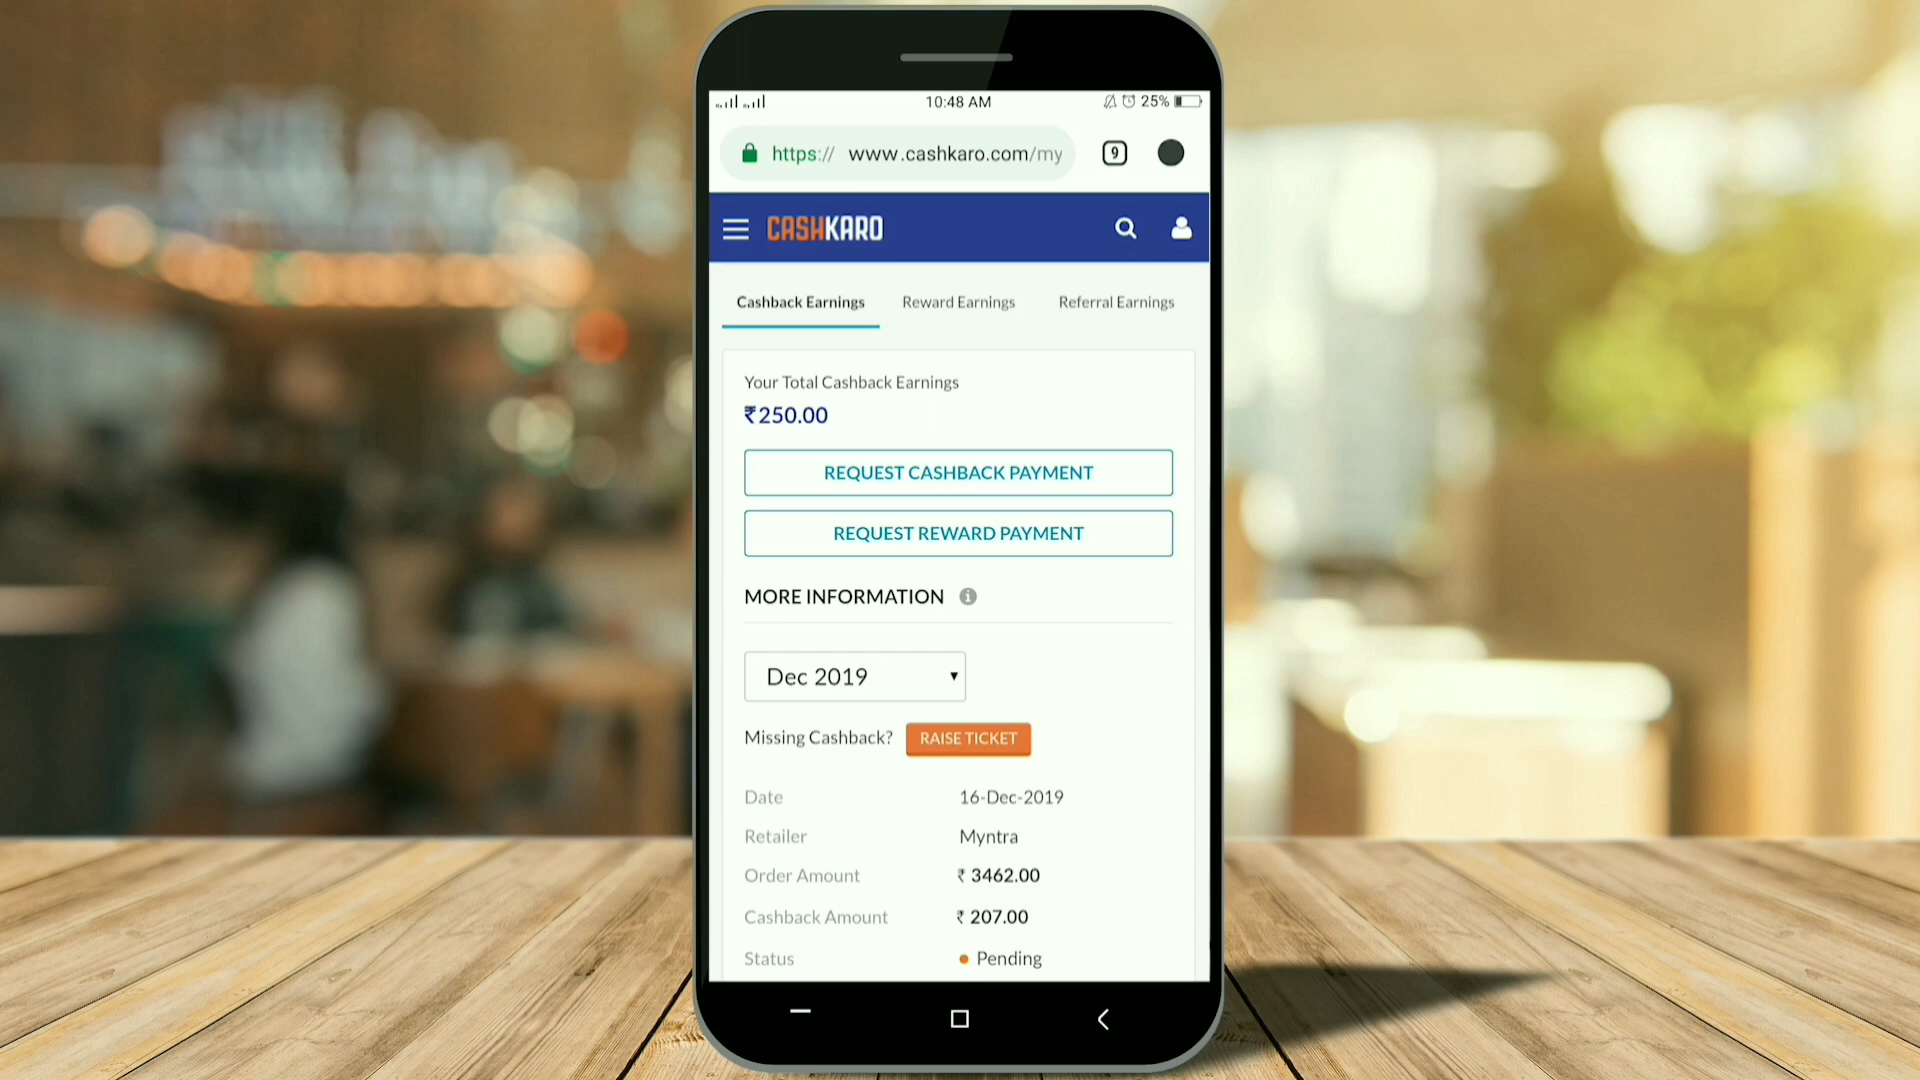 10:48 AM 25%
https:// www.cashkaro.com/my 9
CASHKARO
Cashback Earnings Reward Earnings Referral Earnings
Your Total Cashback Earnings
₹250.00
REQUEST CASHBACK PAYMENT
REQUEST REWARD PAYMENT
MORE INFORMATION i
Dec 2019
Missing Cashback? RAISE TICKET
Date 16-Dec-2019
Retailer Myntra
Order Amount ₹ 3462.00
Cashback Amount ₹ 207.00
Status Pending